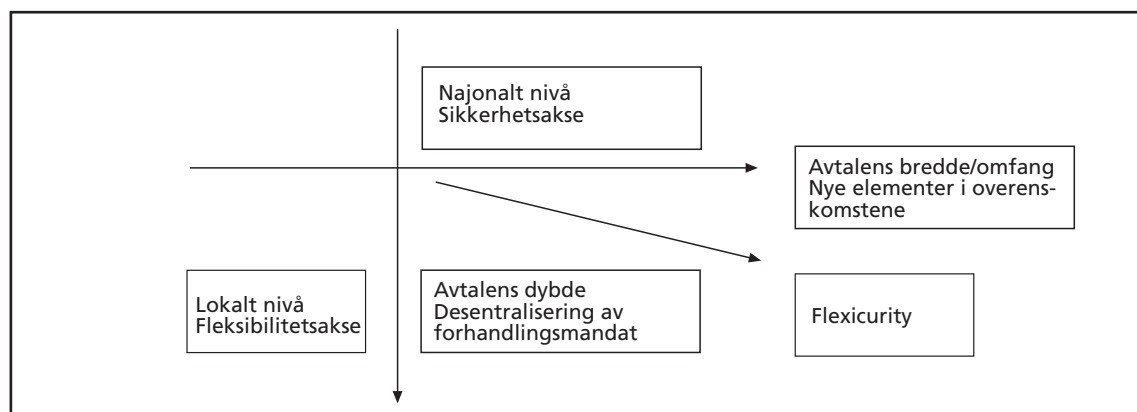 Najonalt nivå
Sikkerhetsakse
Avtalens bredde/omfang
Nye elementer i overens-
komstene
Lokalt nivå
Fleksibilitetsakse
Avtalens dybde
Desentralisering av
forhandlingsmandat
Flexicurity